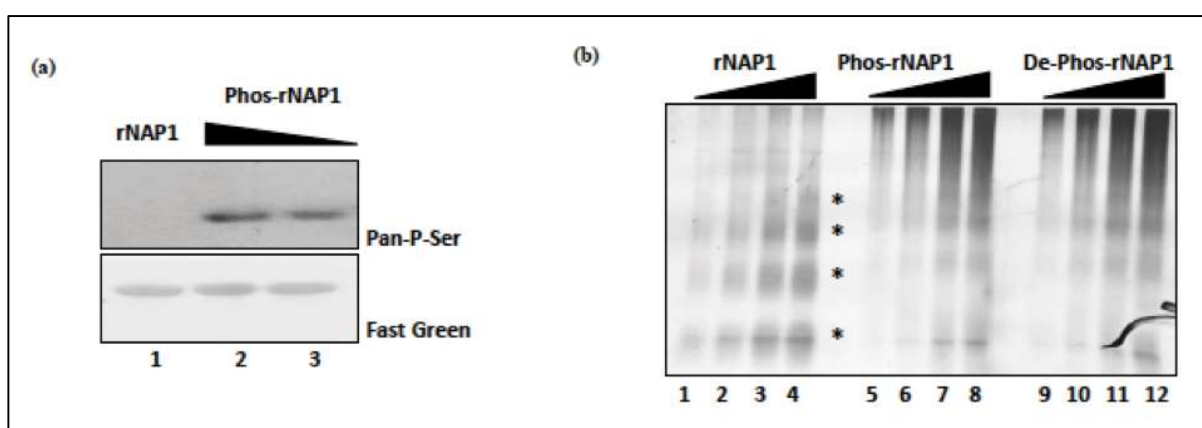 (a)
Phos-rNAP1
rNAP1
Pan-P-Ser
Fast Green
1 2 3
(b)
rNAP1 Phos-rNAP1 De-Phos-rNAP1
*
*
*
*
1 2 3 4 5 6 7 8 9 10 11 12